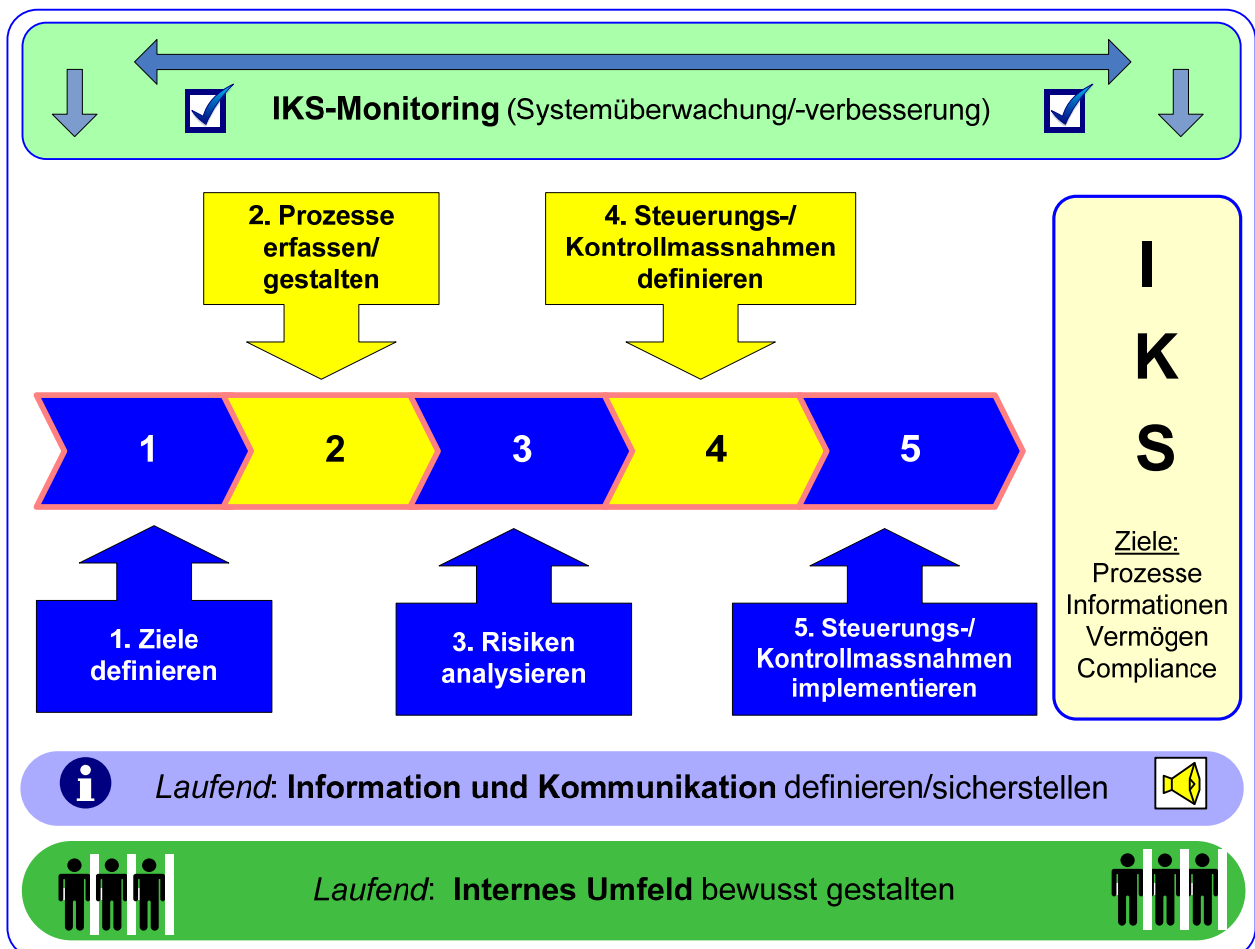 IKS-Monitoring (Systemüberwachung/-verbesserung)
2. Prozesse
erfassen/
gestalten
4. Steuerungs-/
Kontrollmassnahmen
definieren
1
2
3
4
5
1. Ziele
definieren
3. Risiken
analysieren
5. Steuerungs-/
Kontrollmassnahmen
implementieren
I
K
S
Ziele:
Prozesse
Informationen
Vermögen
Compliance
i
Laufend: Information und Kommunikation definieren/sicherstellen
Laufend: Internes Umfeld bewusst gestalten